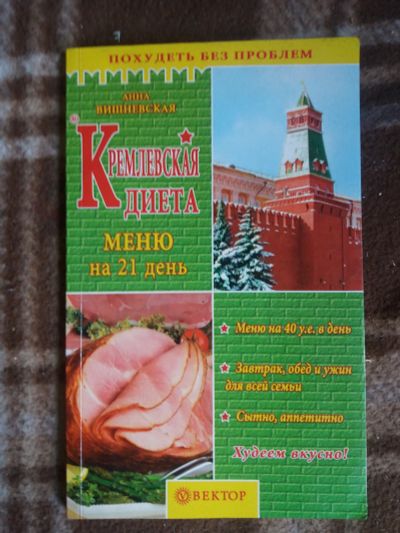 ПОХУДЕТЬ БЕЗ ПРОБЛЕМ
АННА
ВИШНЕВСКАЯ
КРЕМЛЕВСКАЯ
ДИЕТА
МЕНЮ
на 21 день
Меню на 40 у.е. в день
Завтрак, обед и ужин
для всей семьи
Сытно, аппетитно
Худеем вкусно!
ВЕКТОР